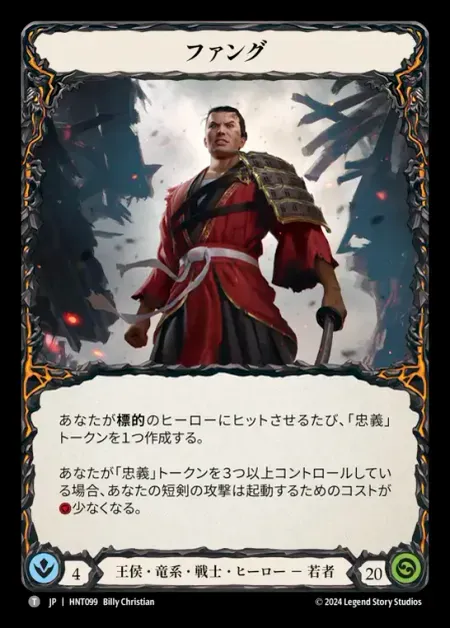 ファング
あなたが標的のヒーローにヒットさせるたび、「忠義」
トークンを1つ作成する。
あなたが「忠義」トークンを3つ以上コントロールしてい
る場合、あなたの短剣の攻撃は起動するためのコストが
少なくなる。
4
王侯・竜系・戦士・ヒーロー － 若者
20
T JP | HNT099 Billy Christian
© 2024 Legend Story Studios